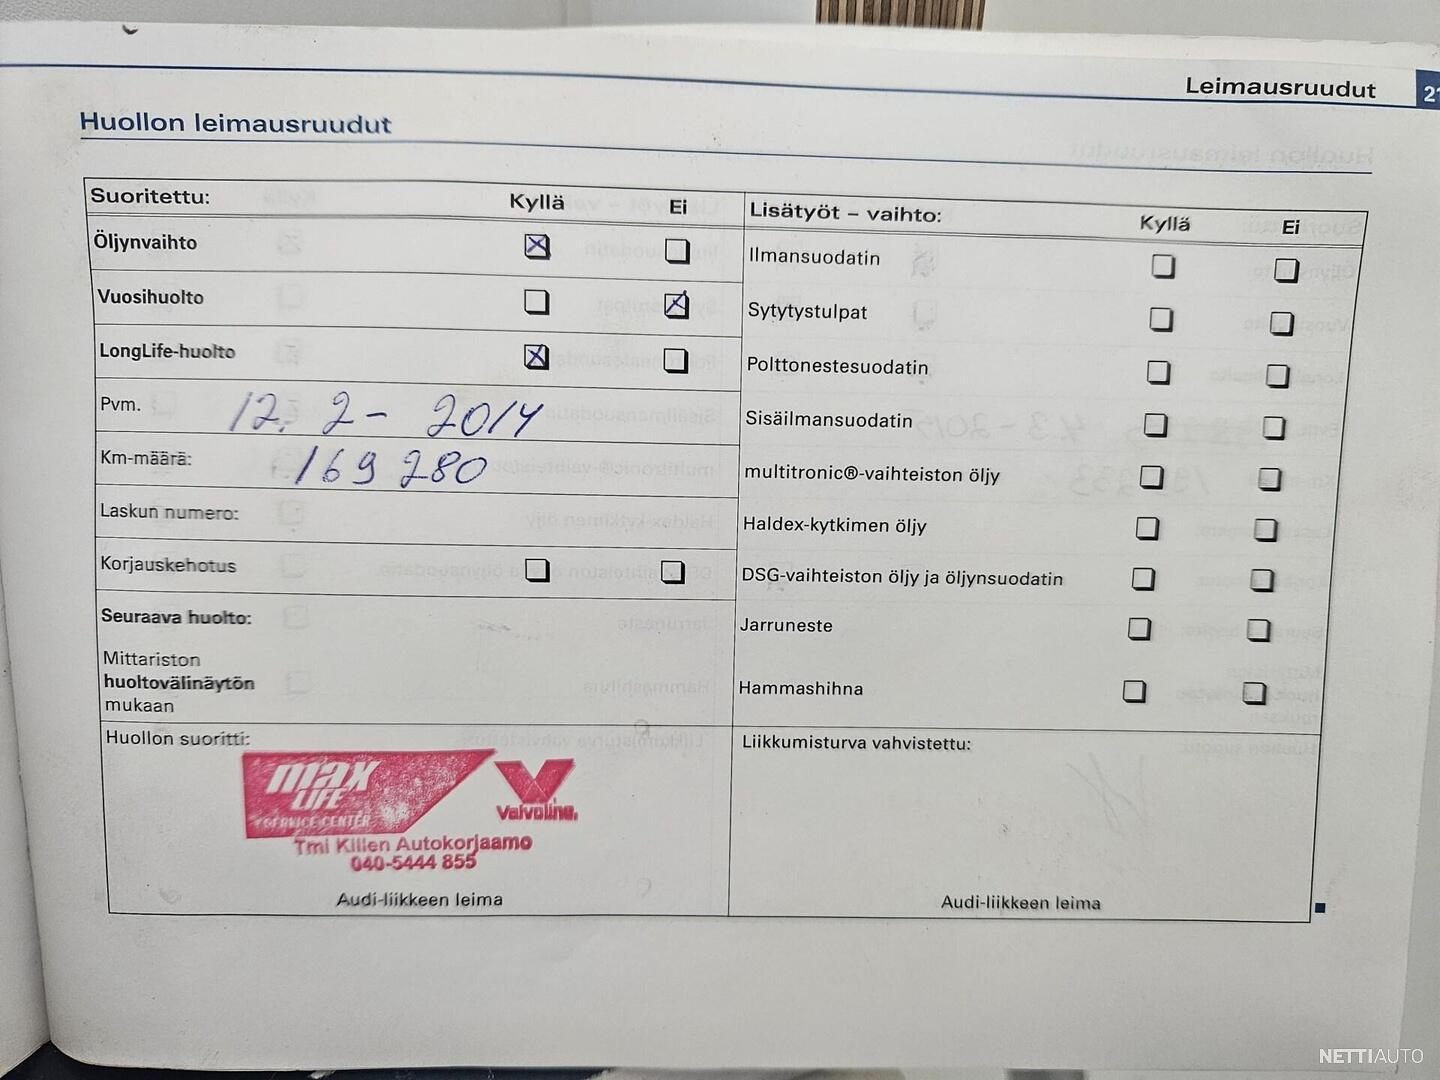 Leimausruudut
Huollon leimausruudut
Suoritettu: Kyllä Ei
Öljynvaihto
Vuosihuolto
LongLife-huolto
Pvm. 12. 2 - 2014
Km-määrä: 169 280
Laskun numero:
Korjauskehotus
Seuraava huolto:
Mittariston
huoltovälinäytön
mukaan
Huollon suoritti:
max
LIFE
SERVICE CENTER
Valvoline.
Tmi Killen Autokorjaamo
040-5444 855
Audi-liikkeen leima
Lisätyöt – vaihto: Kyllä Ei
Ilmansuodatin
Sytytystulpat
Polttonestesuodatin
Sisäilmansuodatin
multitronic®-vaihteiston öljy
Haldex-kytkimen öljy
DSG-vaihteiston öljy ja öljynsuodatin
Jarruneste
Hammashihna
Liikkumisturva vahvistettu:
Audi-liikkeen leima
NETTIAUTO